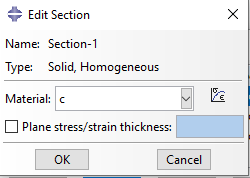 Edit Section
Name: Section-1
Type: Solid, Homogeneous
Material: c
Plane stress/strain thickness:
OK Cancel